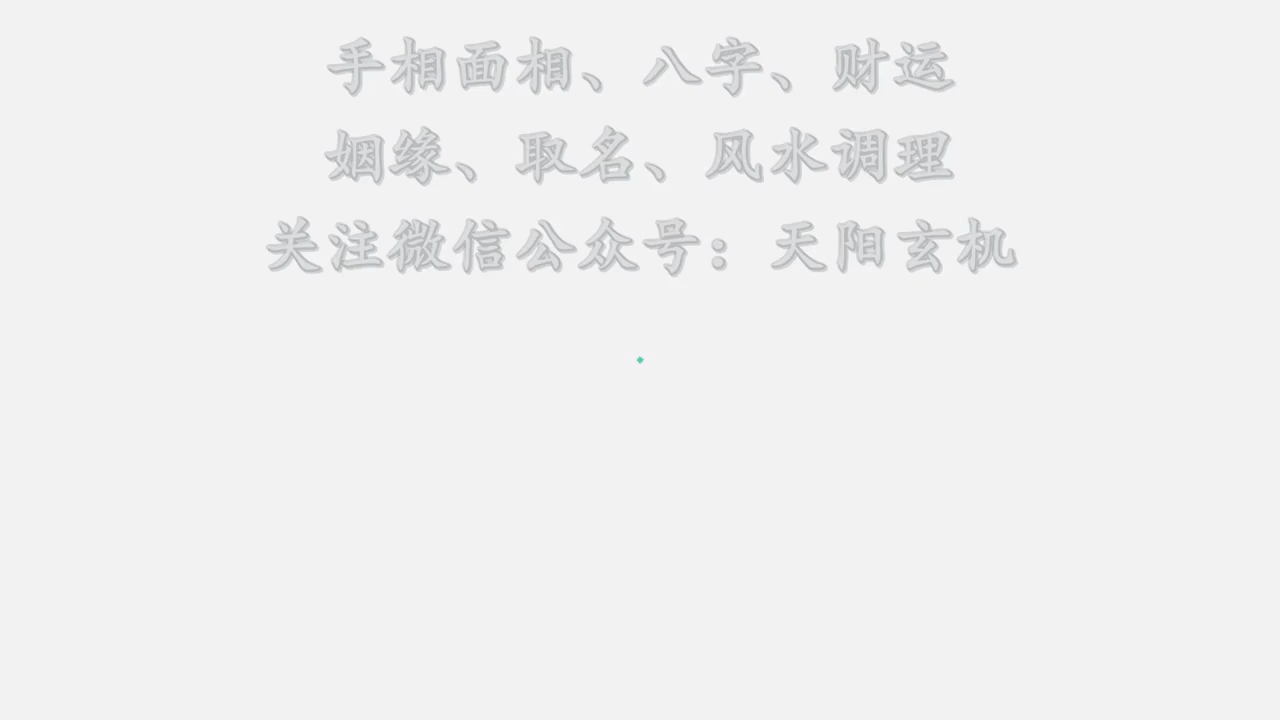 手相面相、八字、财运
姻缘、取名、风水调理
关注微信公众号：天阳玄机